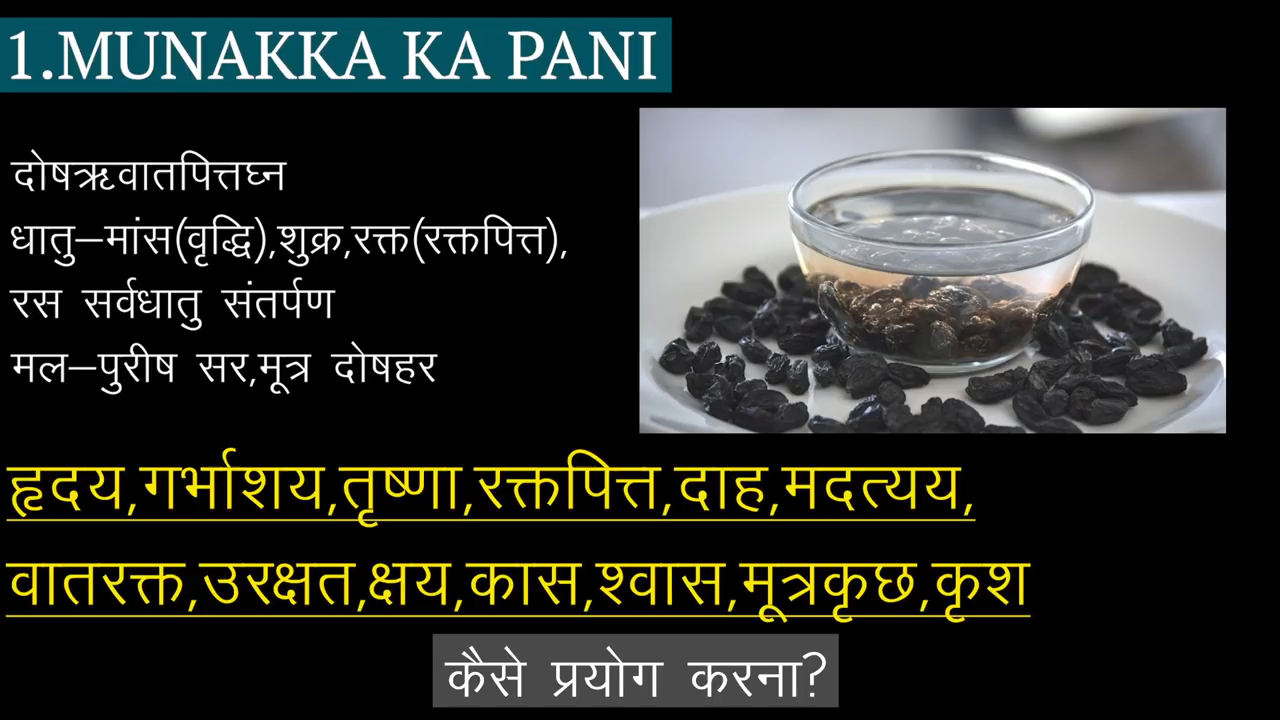 1.MUNAKKA KA PANI
दोषऋवातपित्तघ्न
धातु–मांस(वृद्धि),शुक्र,रक्त(रक्तपित्त),
रस सर्वधातु संतर्पण
मल–पुरीष सर,मूत्र दोषहर
हृदय,गर्भाशय,तृष्णा,रक्तपित्त,दाह,मदत्यय,
वातरक्त,उरक्षत,क्षय,कास,श्वास,मूत्रकृछ,कृश
कैसे प्रयोग करना?